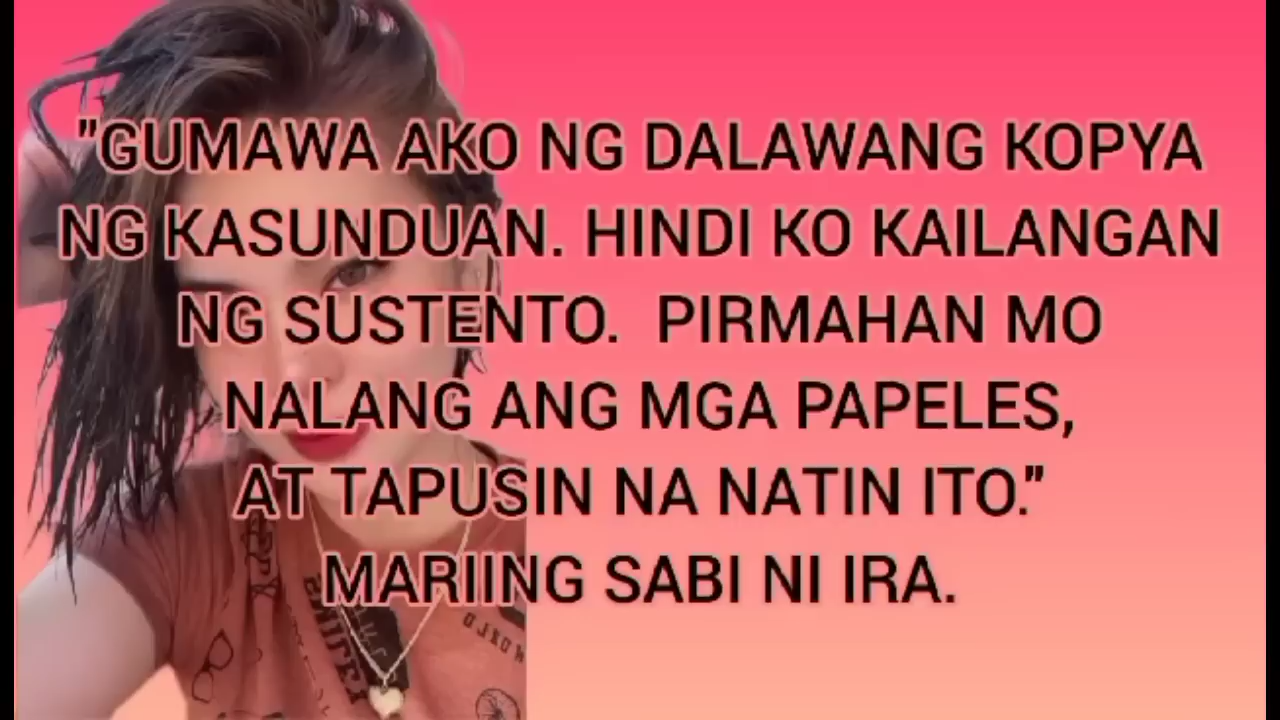 "GUMAWA AKO NG DALAWANG KOPYA
NG KASUNDUAN. HINDI KO KAILANGAN
NG SUSTENTO.  PIRMAHAN MO
NALANG ANG MGA PAPELES,
AT TAPUSIN NA NATIN ITO."
MARIING SABI NI IRA.
WORLD